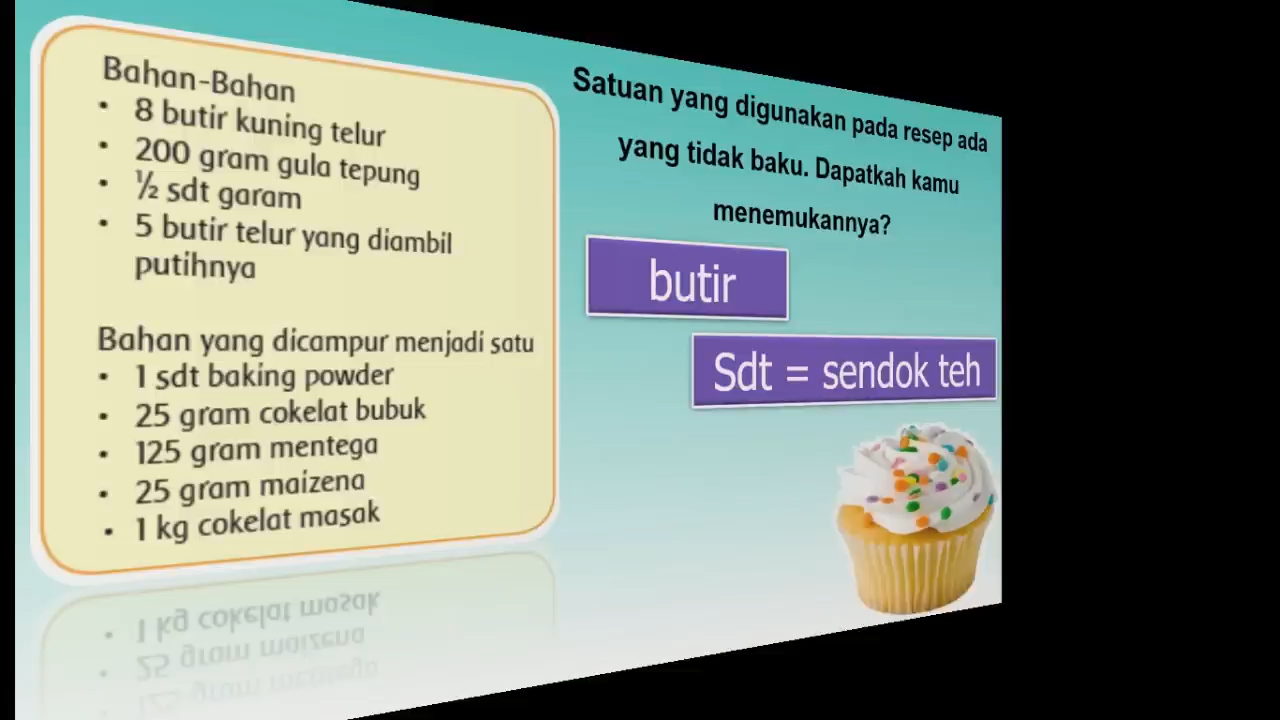 Bahan-Bahan
• 8 butir kuning telur
• 200 gram gula tepung
• ½ sdt garam
• 5 butir telur yang diambil
putihnya
Bahan yang dicampur menjadi satu
• 1 sdt baking powder
• 25 gram cokelat bubuk
• 125 gram mentega
• 25 gram maizena
• 1 kg cokelat masak
Satuan yang digunakan pada resep ada
yang tidak baku. Dapatkah kamu
menemukannya?
butir
Sdt = sendok teh